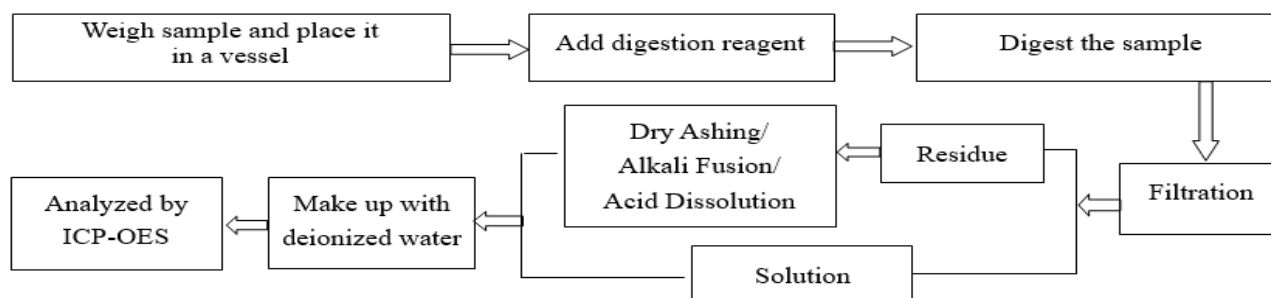 Weigh sample and place it
in a vessel
Add digestion reagent
Digest the sample
Filtration
Residue
Dry Ashing/
Alkali Fusion/
Acid Dissolution
Solution
Make up with
deionized water
Analyzed by
ICP-OES